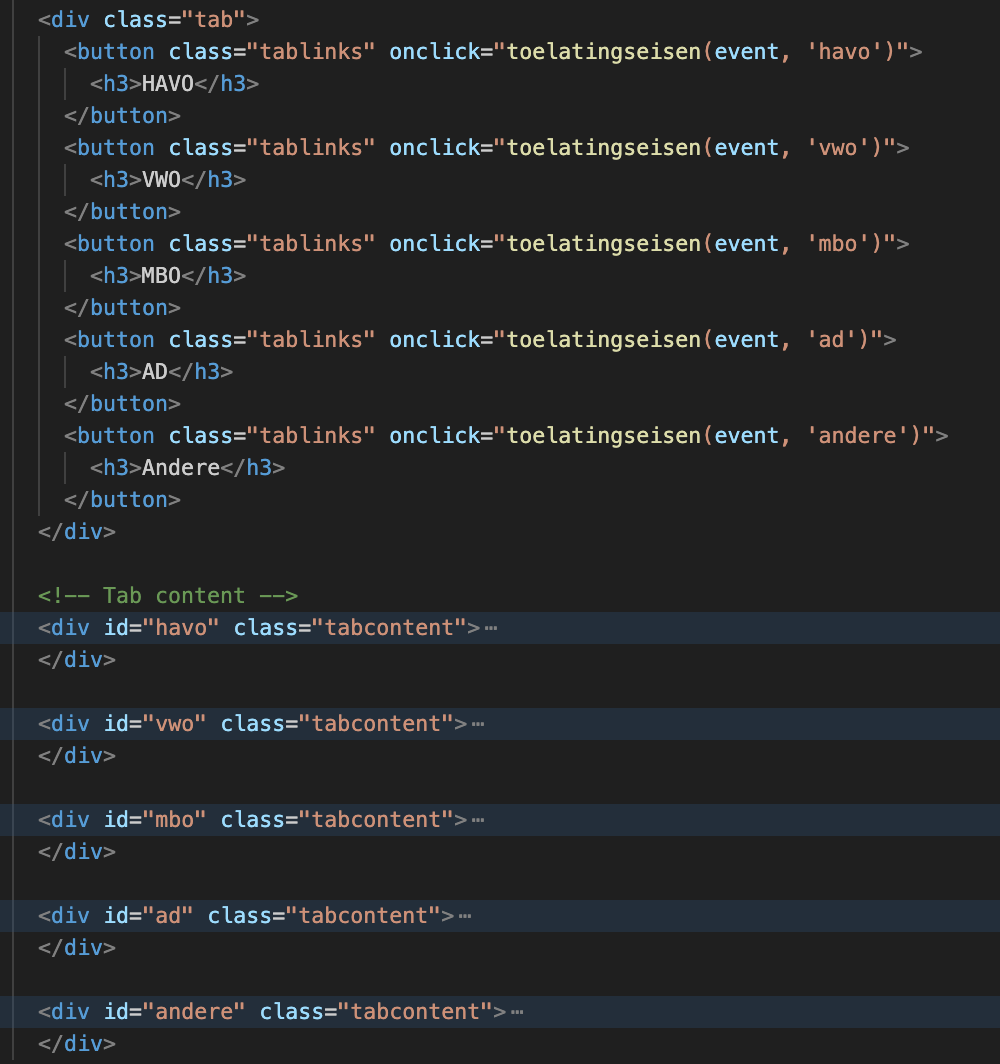 <div class="tab">
<button class="tablinks" onclick="toelatingseisen(event, 'havo')">
<h3>HAVO</h3>
</button>
<button class="tablinks" onclick="toelatingseisen(event, 'vwo')">
<h3>VWO</h3>
</button>
<button class="tablinks" onclick="toelatingseisen(event, 'mbo')">
<h3>MBO</h3>
</button>
<button class="tablinks" onclick="toelatingseisen(event, 'ad')">
<h3>AD</h3>
</button>
<button class="tablinks" onclick="toelatingseisen(event, 'andere')">
<h3>Andere</h3>
</button>
</div>
<!-- Tab content -->
<div id="havo" class="tabcontent">⋯
</div>
<div id="vwo" class="tabcontent">⋯
</div>
<div id="mbo" class="tabcontent">⋯
</div>
<div id="ad" class="tabcontent">⋯
</div>
<div id="andere" class="tabcontent">⋯
</div>